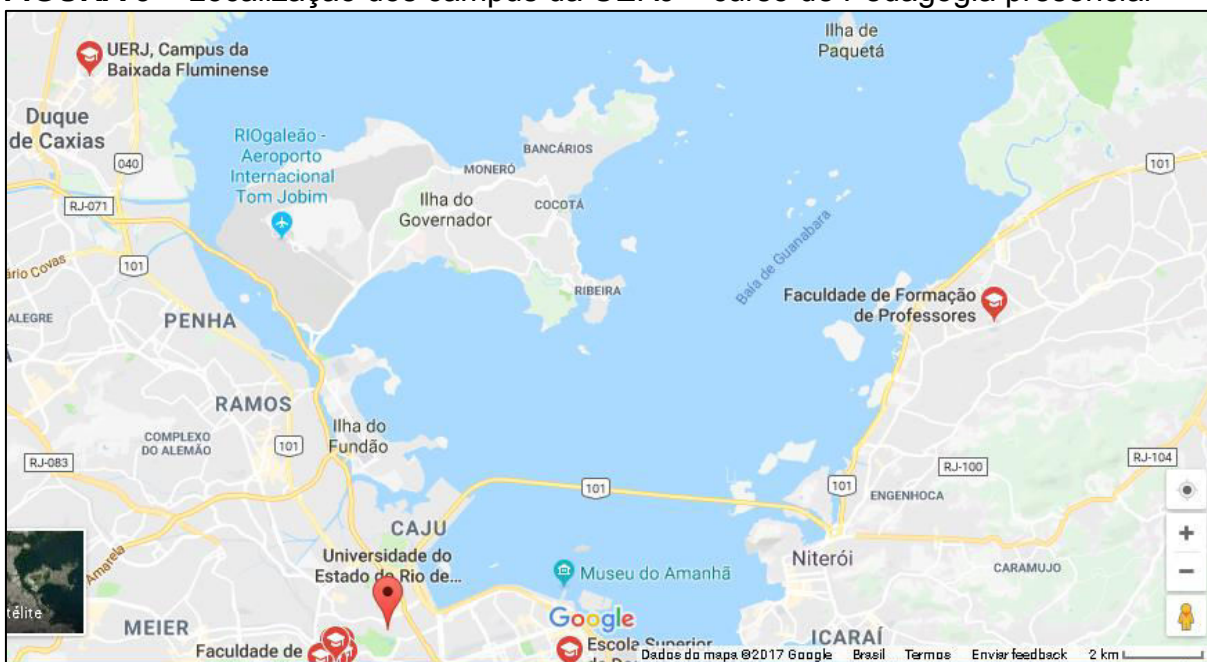 UERJ, Campus da
Baixada Fluminense
Ilha de
Paquetá
Duque
de Caxias
RIOgaleão -
Aeroporto
Internacional
Tom Jobim
BANCÁRIOS
MONERÓ
040
101
Ilha do
Governador
COCOTÁ
RJ-071
Baía de Guanabara
101
ário Covas
RIBEIRA
Faculdade de Formação
de Professores
ALEGRE
PENHA
RAMOS
Ilha do
Fundão
COMPLEXO
DO ALEMÃO
101
RJ-083
RJ-100
RJ-104
101
101
ENGENHOCA
CAJU
Universidade do
Estado do Rio de...
Niterói
Museu do Amanhã
CARAMUJO
Amarela
télite
Google
MEIER
Faculdade de
Escola Superior
ICARAÍ
Dados do mapa ©2017 Google Brasil Termos Enviar feedback 2 km